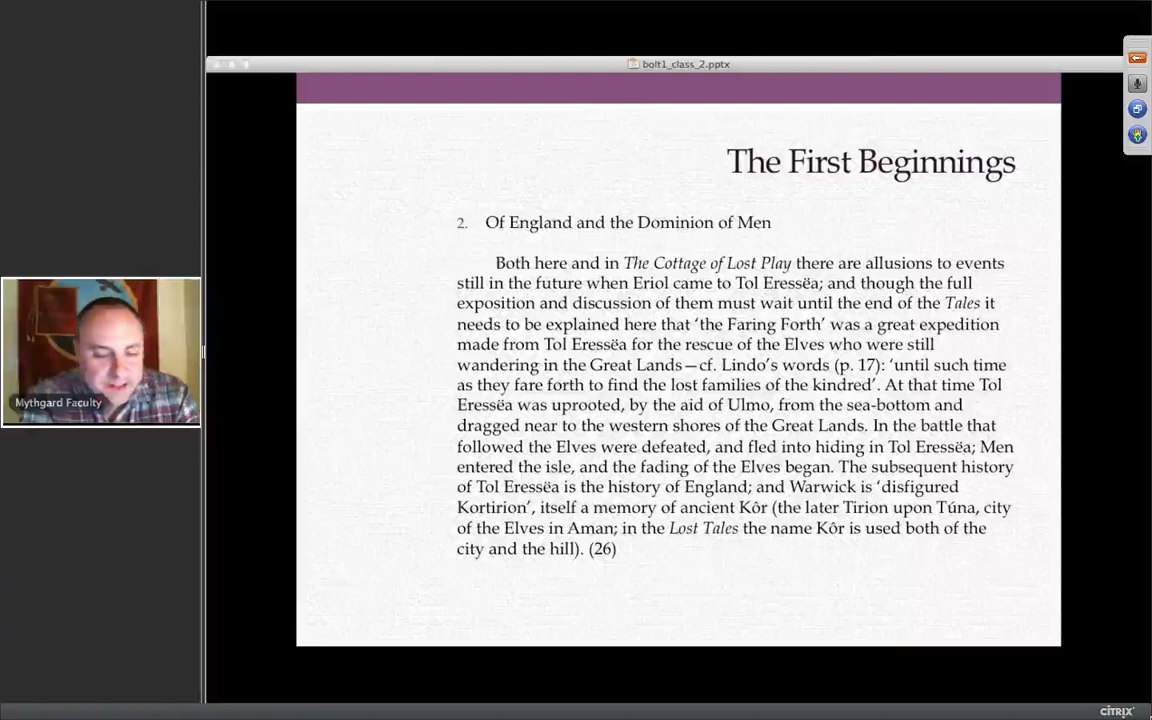 bolt1_class_2.pptx
The First Beginnings
2. Of England and the Dominion of Men
Both here and in The Cottage of Lost Play there are allusions to events
still in the future when Eriol came to Tol Eressëa; and though the full
exposition and discussion of them must wait until the end of the Tales it
needs to be explained here that ‘the Faring Forth’ was a great expedition
made from Tol Eressëa for the rescue of the Elves who were still
wandering in the Great Lands—cf. Lindo’s words (p. 17): ‘until such time
as they fare forth to find the lost families of the kindred’. At that time Tol
Eressëa was uprooted, by the aid of Ulmo, from the sea-bottom and
dragged near to the western shores of the Great Lands. In the battle that
followed the Elves were defeated, and fled into hiding in Tol Eressëa; Men
entered the isle, and the fading of the Elves began. The subsequent history
of Tol Eressëa is the history of England; and Warwick is ‘disfigured
Kortirion’, itself a memory of ancient Kôr (the later Tirion upon Túna, city
of the Elves in Aman; in the Lost Tales the name Kôr is used both of the
city and the hill). (26)
Mythgard Faculty
CITRIX